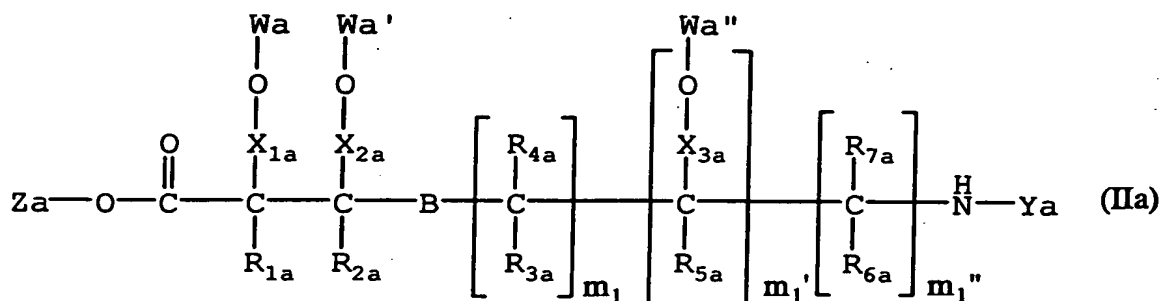 Wa Wa' Wa"
O O O
O X1a X2a R4a X3a R7a
Za—O—C—C—C—B—C—C—C—N—Ya (IIa)
H
R1a R2a R3a R5a R6a
m1 m1' m1"